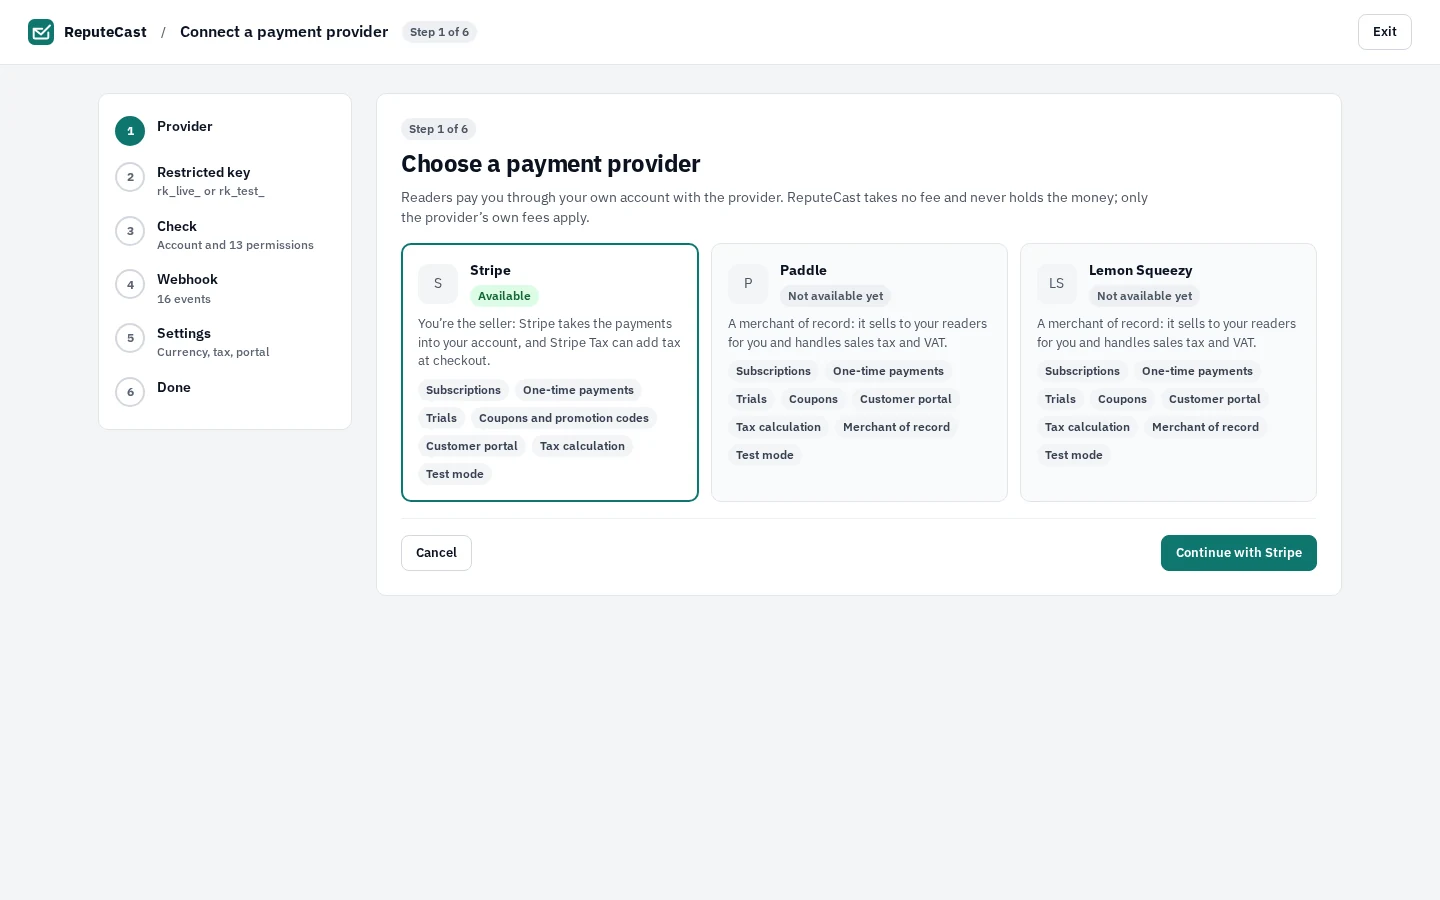 ReputeCast / Connect a payment provider Step 1 of 6 Exit
1 Provider
2 Restricted key
rk_live_ or rk_test_
3 Check
Account and 13 permissions
4 Webhook
16 events
5 Settings
Currency, tax, portal
6 Done
Step 1 of 6
Choose a payment provider
Readers pay you through your own account with the provider. ReputeCast takes no fee and never holds the money; only
the provider’s own fees apply.
S Stripe
Available
You’re the seller: Stripe takes the payments
into your account, and Stripe Tax can add tax
at checkout.
Subscriptions One-time payments
Trials Coupons and promotion codes
Customer portal Tax calculation
Test mode
P Paddle
Not available yet
A merchant of record: it sells to your readers
for you and handles sales tax and VAT.
Subscriptions One-time payments
Trials Coupons Customer portal
Tax calculation Merchant of record
Test mode
LS Lemon Squeezy
Not available yet
A merchant of record: it sells to your readers
for you and handles sales tax and VAT.
Subscriptions One-time payments
Trials Coupons Customer portal
Tax calculation Merchant of record
Test mode
Cancel Continue with Stripe